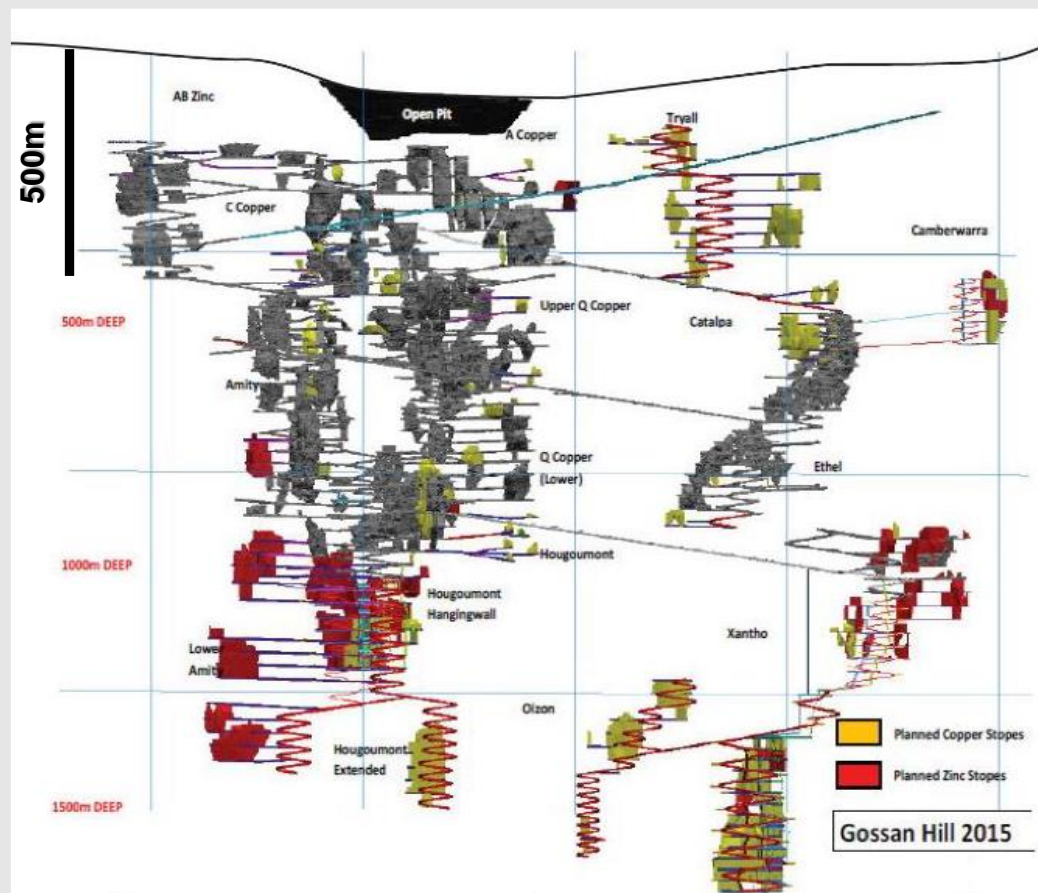 500m
AB Zinc
Open Pit
A Copper
Tryall
C Copper
Camberwarra
500m DEEP
Upper Q Copper
Catalpa
Amity
Q Copper
(Lower)
Ethel
1000m DEEP
Hougoumont
Hougoumont
Hangingwall
Xantho
Lower
Amity
Oizon
Hougoumont
Extended
Planned Copper Stopes
Planned Zinc Stopes
1500m DEEP
Gossan Hill 2015